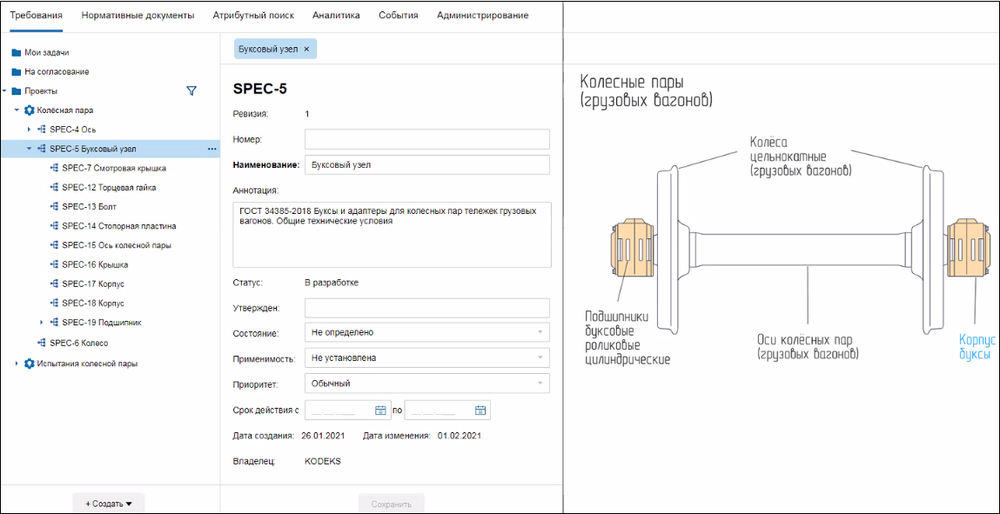 Требования Нормативные документы Атрибутный поиск Аналитика События Администрирование
Мои задачи
На согласование
Проекты
Колёсная пара
SPEC-4 Ось
SPEC-5 Буксовый узел ...
SPEC-7 Смотровая крышка
SPEC-12 Торцевая гайка
SPEC-13 Болт
SPEC-14 Стопорная пластина
SPEC-15 Ось колесной пары
SPEC-16 Крышка
SPEC-17 Корпус
SPEC-18 Корпус
SPEC-19 Подшипник
SPEC-6 Колесо
Испытания колесной пары
+ Создать
Буксовый узел ×
SPEC-5
Ревизия: 1
Номер:
Наименование: Буксовый узел
Аннотация:
ГОСТ 34385-2018 Буксы и адаптеры для колесных пар тележек грузовых
вагонов. Общие технические условия
Статус: В разработке
Утвержден:
Состояние: Не определено
Применимость: Не установлена
Приоритет: Обычный
Срок действия с __.__.____ по __.__.____
Дата создания: 26.01.2021 Дата изменения: 01.02.2021
Владелец: KODEKS
Сохранить
Колесные пары
(грузовых вагонов)
Колёса
цельнокатные
(грузовых вагонов)
Подшипники
буксовые
роликовые
цилиндрические
Оси колёсных пар
(грузовых вагонов)
Корпус
буксы